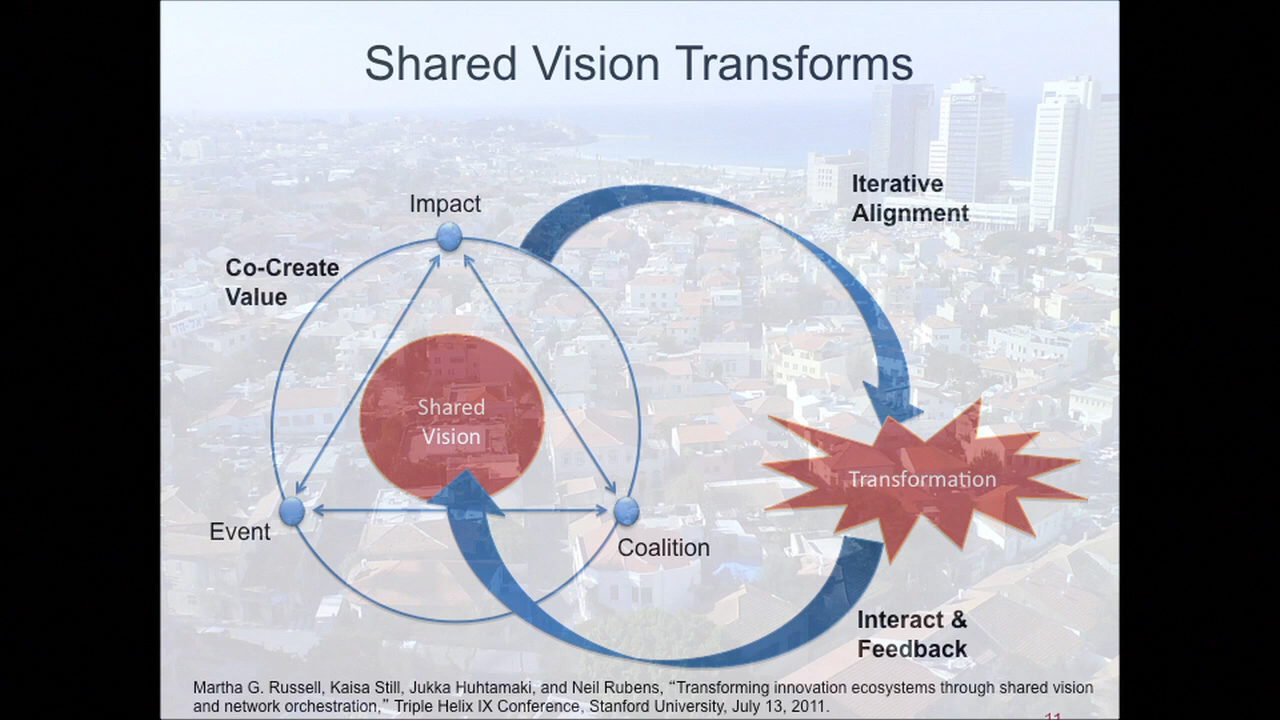 Shared Vision Transforms
Impact
Iterative
Alignment
Co-Create
Value
Shared
Vision
Transformation
Event
Coalition
Interact &
Feedback
Martha G. Russell, Kaisa Still, Jukka Huhtamaki, and Neil Rubens, “Transforming innovation ecosystems through shared vision
and network orchestration,” Triple Helix IX Conference, Stanford University, July 13, 2011.
11